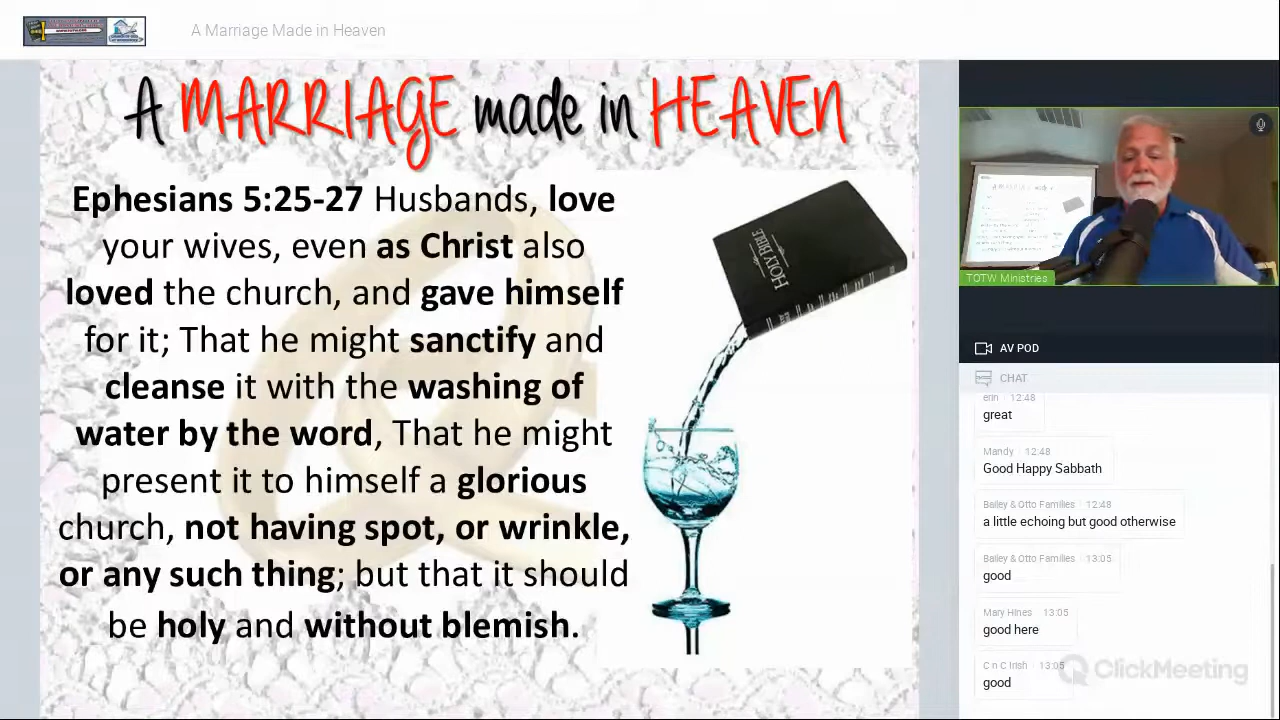 A Marriage Made in Heaven
A MARRIAGE made in HEAVEN
Ephesians 5:25-27 Husbands, love
your wives, even as Christ also
loved the church, and gave himself
for it; That he might sanctify and
cleanse it with the washing of
water by the word, That he might
present it to himself a glorious
church, not having spot, or wrinkle,
or any such thing; but that it should
be holy and without blemish.
HOLY BIBLE
TOTW Ministries
AV POD
CHAT
erin 12:48
great
Mandy 12:48
Good Happy Sabbath
Bailey & Otto Families 12:48
a little echoing but good otherwise
Bailey & Otto Families 13:05
good
Mary Hines 13:05
good here
C n C Irish 13:05
good
ClickMeeting